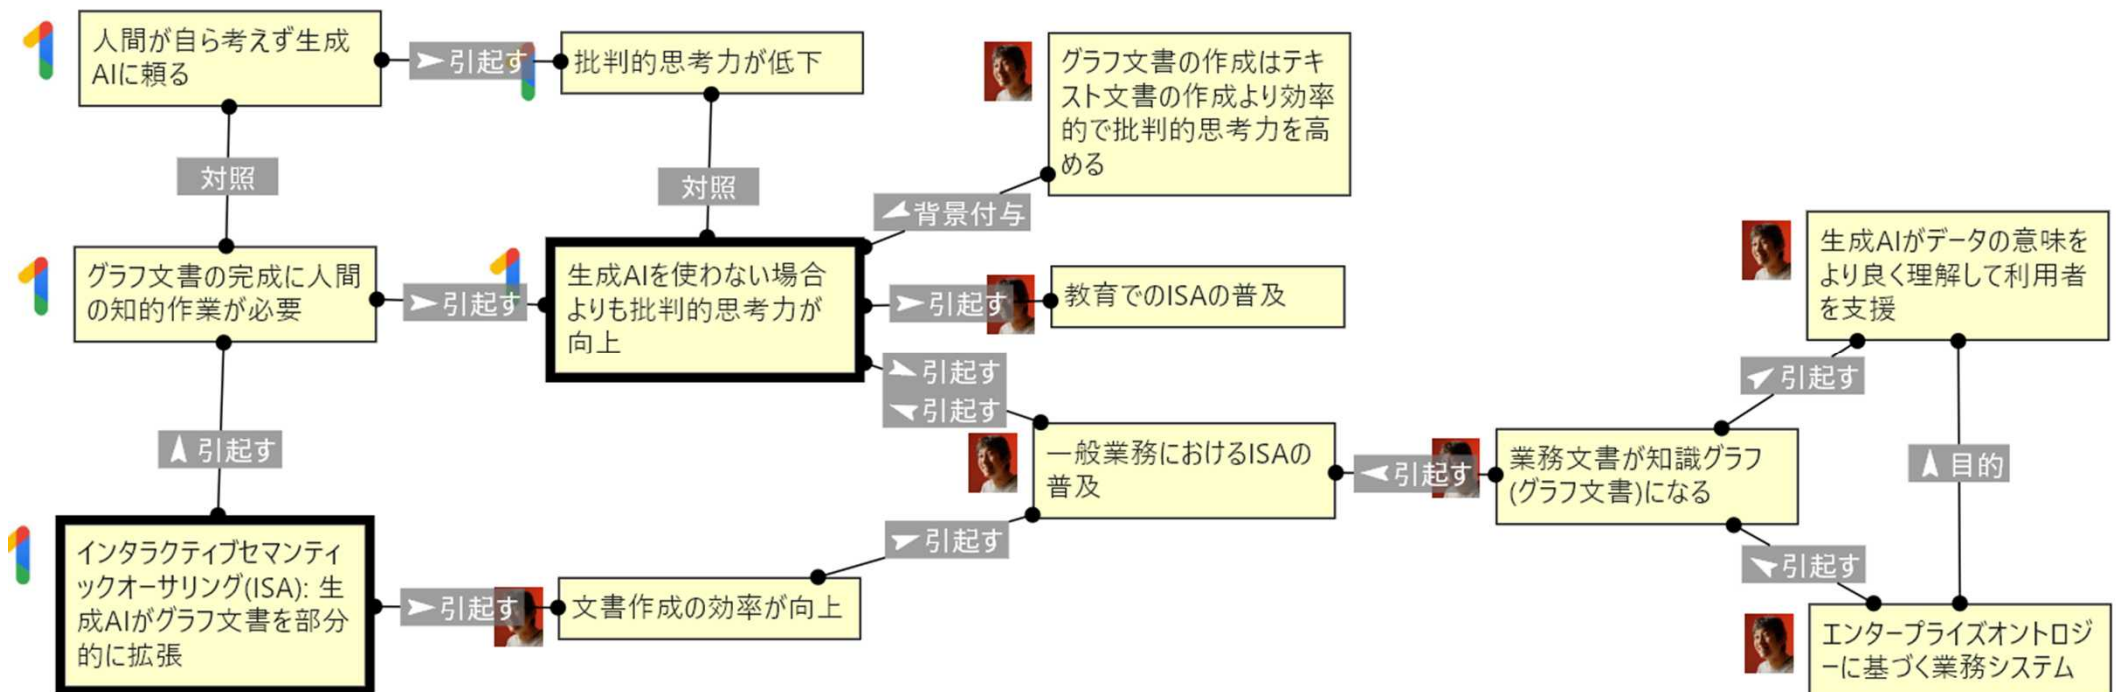 人間が自ら考えず生成
AIに頼る
引起す
批判的思考力が低下
グラフ文書の作成はテキ
スト文書の作成より効率
的で批判的思考力を高
める
対照
対照
背景付与
グラフ文書の完成に人間
の知的作業が必要
引起す
生成AIを使わない場合
よりも批判的思考力が
向上
引起す
教育でのISAの普及
生成AIがデータの意味を
より良く理解して利用者
を支援
引起す
引起す
引起す
引起す
一般業務におけるISAの
普及
引起す
業務文書が知識グラフ
(グラフ文書)になる
目的
インタラクティブセマンティ
ックオーサリング(ISA): 生
成AIがグラフ文書を部分
的に拡張
引起す
文書作成の効率が向上
引起す
引起す
エンタープライズオントロジ
ーに基づく業務システム